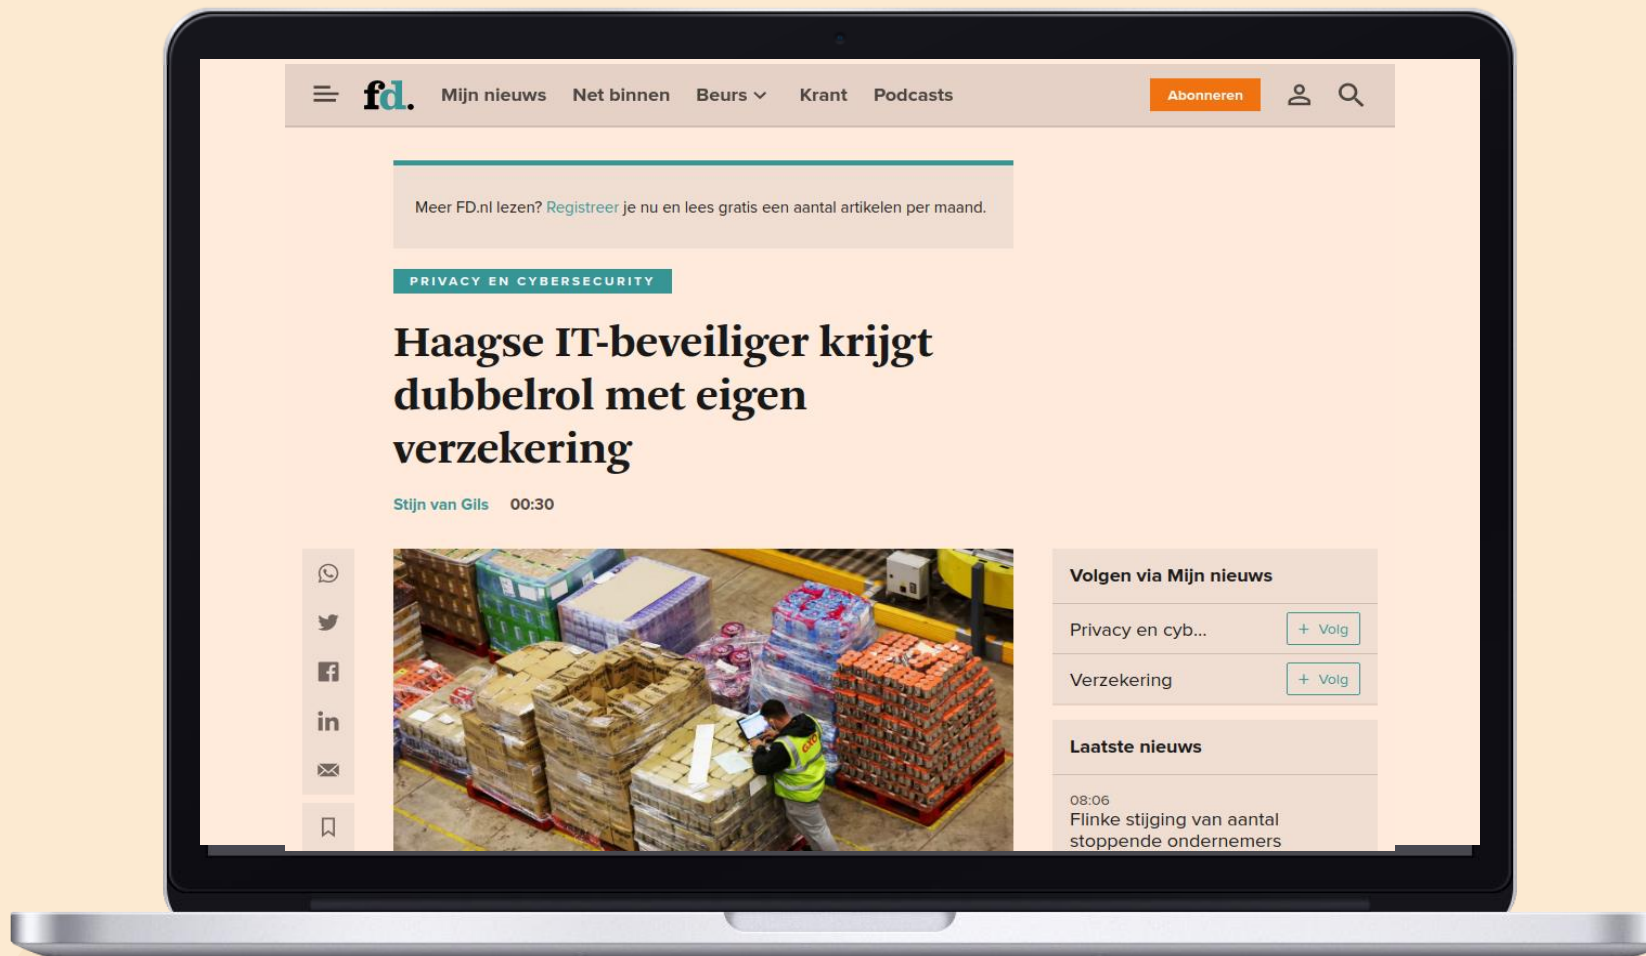 fd. Mijn nieuws Net binnen Beurs Krant Podcasts Abonneren
Meer FD.nl lezen? Registreer je nu en lees gratis een aantal artikelen per maand.
PRIVACY EN CYBERSECURITY
Haagse IT-beveiliger krijgt
dubbelrol met eigen
verzekering
Stijn van Gils 00:30
GXO
Volgen via Mijn nieuws
Privacy en cyb... + Volg
Verzekering + Volg
Laatste nieuws
08:06
Flinke stijging van aantal
stoppende ondernemers